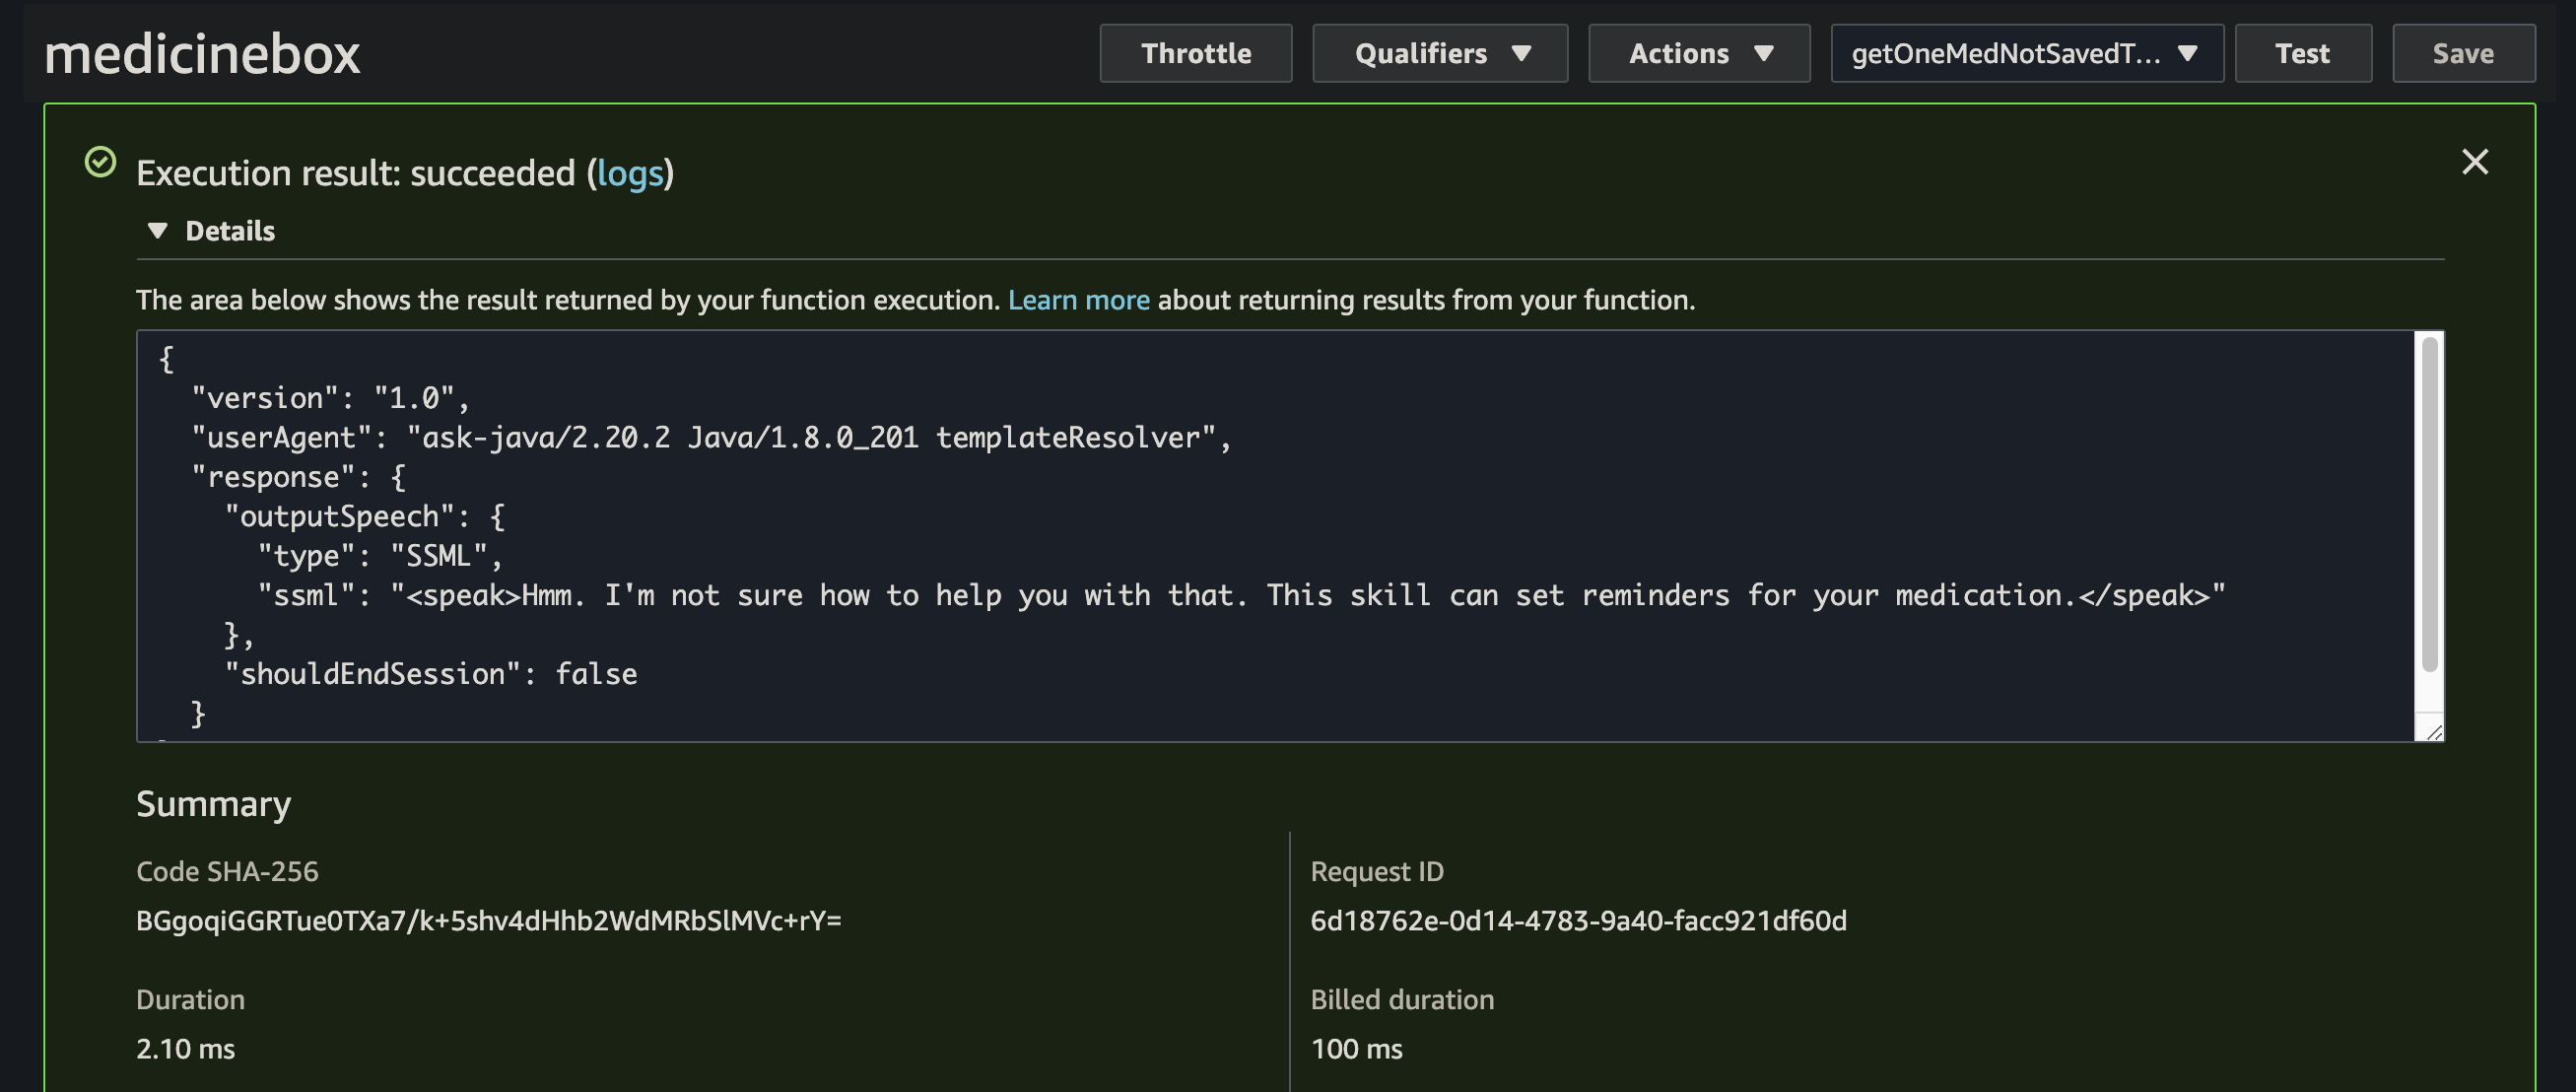 medicinebox
Throttle
Qualifiers
Actions
getOneMedNotSavedT...
Test
Save
Execution result: succeeded (logs)
Details
The area below shows the result returned by your function execution. Learn more about returning results from your function.
{
"version": "1.0",
"userAgent": "ask-java/2.20.2 Java/1.8.0_201 templateResolver",
"response": {
"outputSpeech": {
"type": "SSML",
"ssml": "<speak>Hmm. I'm not sure how to help you with that. This skill can set reminders for your medication.</speak>"
},
"shouldEndSession": false
}
Summary
Code SHA-256
BGgoqiGGRTue0TXa7/k+5shv4dHhb2WdMRbSlMVc+rY=
Request ID
6d18762e-0d14-4783-9a40-facc921df60d
Duration
2.10 ms
Billed duration
100 ms